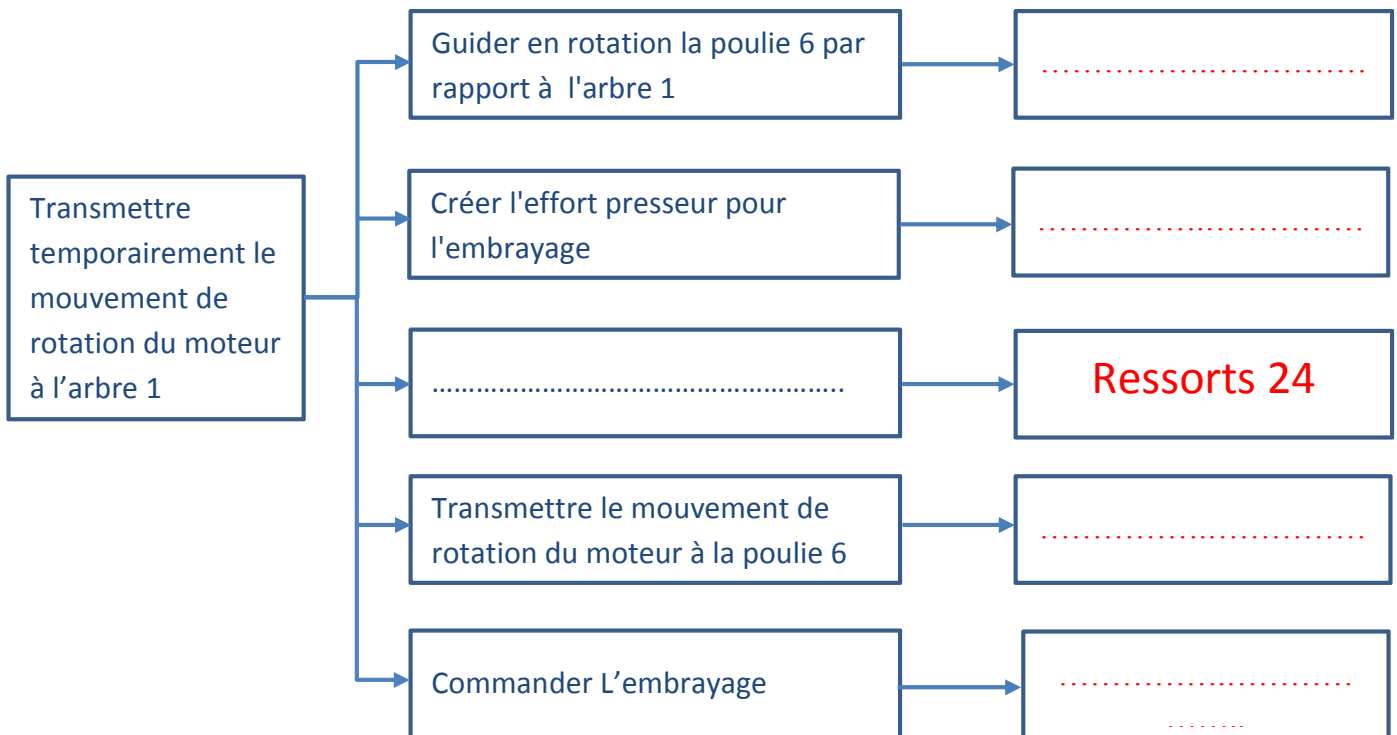 Guider en rotation la poulie 6 par
rapport à l'arbre 1
................................
Transmettre
temporairement le
mouvement de
rotation du moteur
à l’arbre 1
Créer l'effort presseur pour
l'embrayage
................................
........................................................
Ressorts 24
Transmettre le mouvement de
rotation du moteur à la poulie 6
................................
Commander L’embrayage
.............................
.........